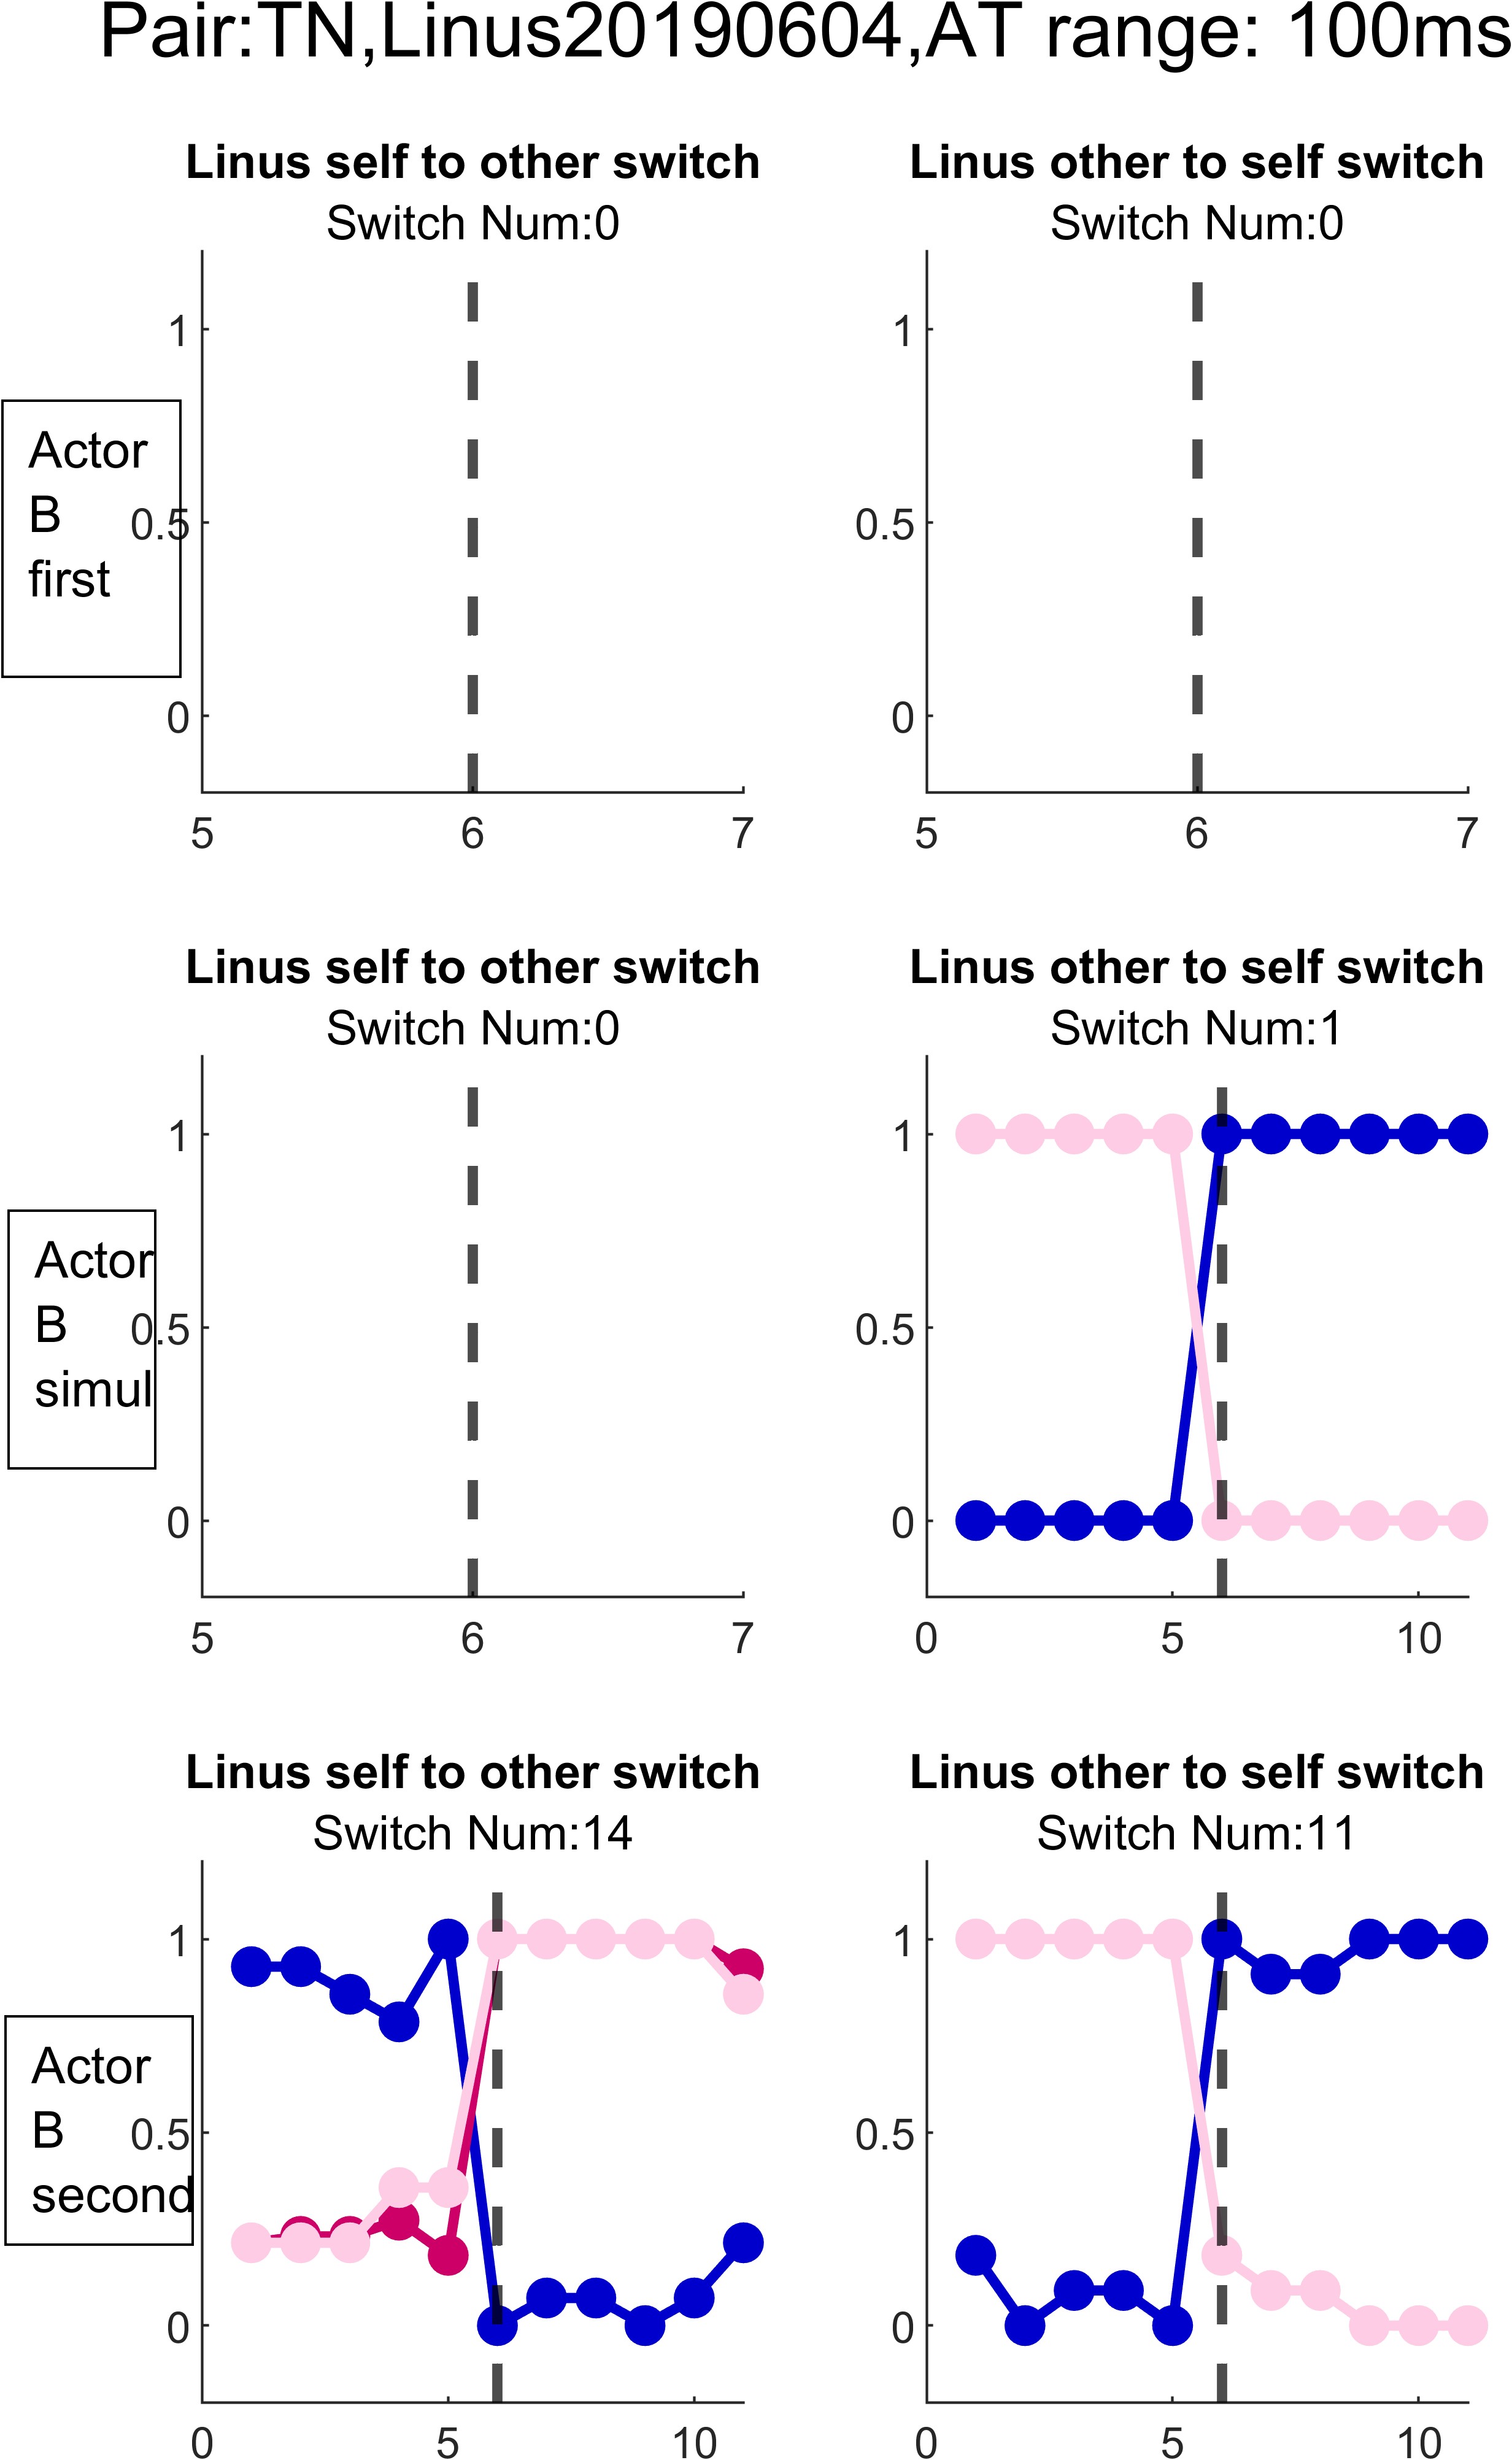 Pair:TN,Linus20190604,AT range: 100ms
Linus self to other switch
Switch Num:0
1
0.5
0
5 6 7
Linus other to self switch
Switch Num:0
1
0.5
0
5 6 7
Actor
B
first
Linus self to other switch
Switch Num:0
1
0.5
0
5 6 7
Linus other to self switch
Switch Num:1
1
0.5
0
0 5 10
Actor
B
simul
Linus self to other switch
Switch Num:14
1
0.5
0
0 5 10
Linus other to self switch
Switch Num:11
1
0.5
0
0 5 10
Actor
B
second